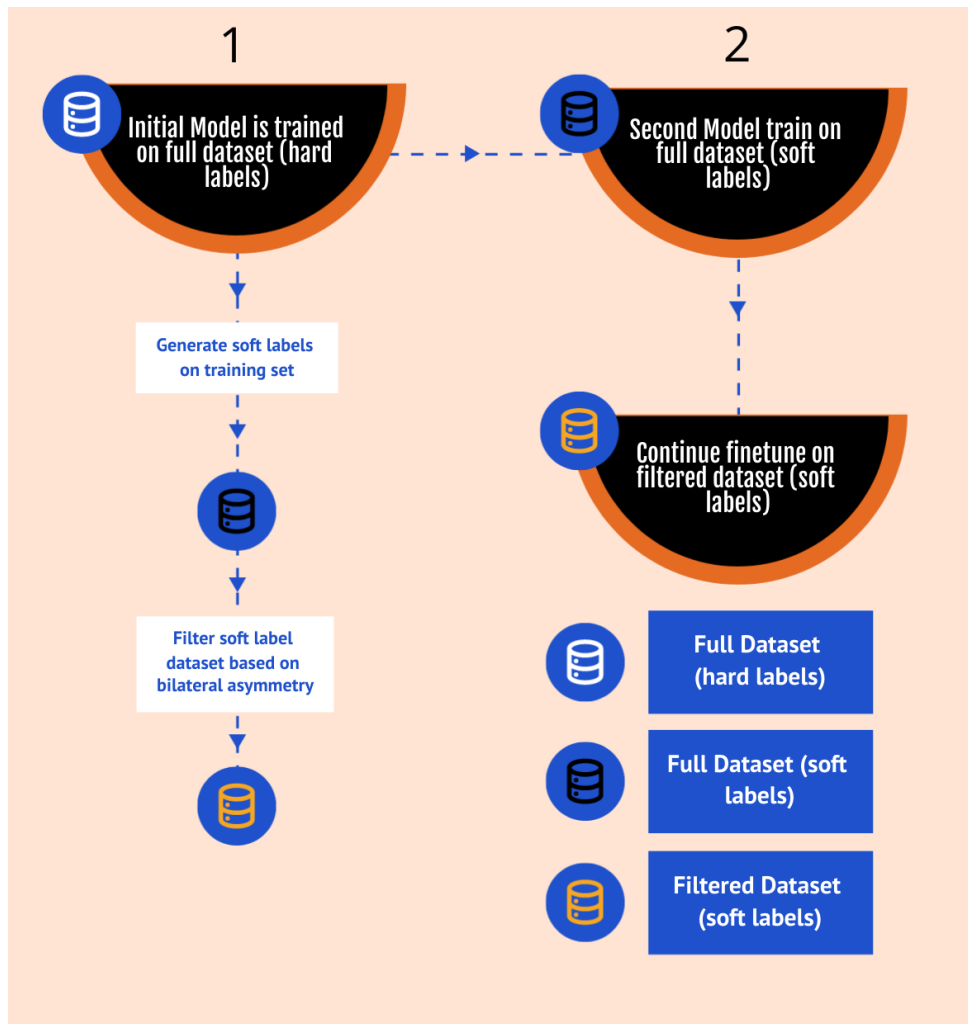 1
Initial Model is trained
on full dataset (hard
labels)
Generate soft labels
on training set
Filter soft label
dataset based on
bilateral asymmetry
2
Second Model train on
full dataset (soft
labels)
Continue finetune on
filtered dataset (soft
labels)
Full Dataset
(hard labels)
Full Dataset (soft
labels)
Filtered Dataset
(soft labels)